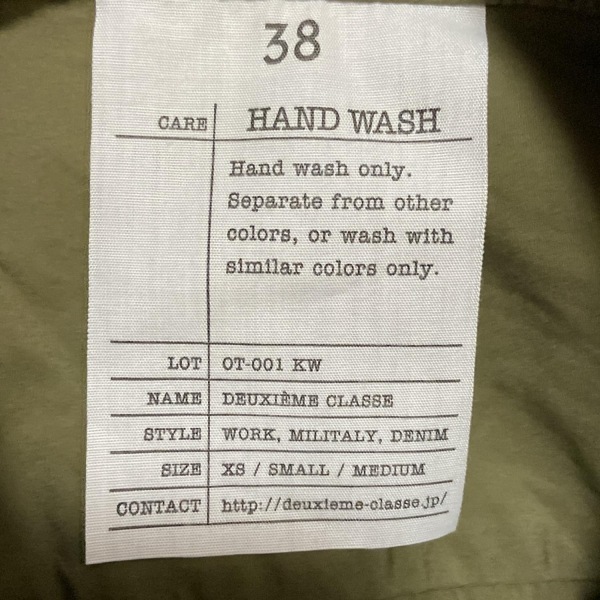 38
CARE HAND WASH
Hand wash only.
Separate from other
colors, or wash with
similar colors only.
LOT OT-001 KW
NAME DEUXIÈME CLASSE
STYLE WORK, MILITALY, DENIM
SIZE XS / SMALL / MEDIUM
CONTACT http://deuxieme-classe.jp/